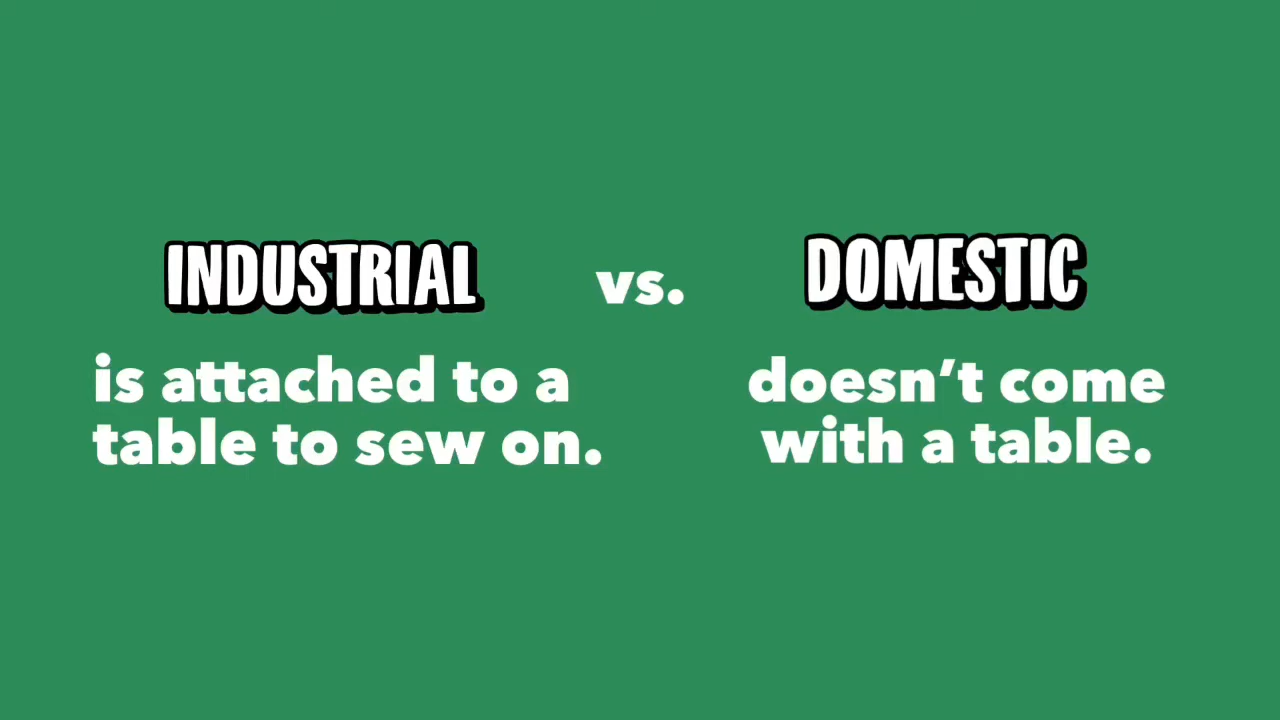 INDUSTRIAL vs. DOMESTIC
is attached to a
table to sew on.
doesn’t come
with a table.